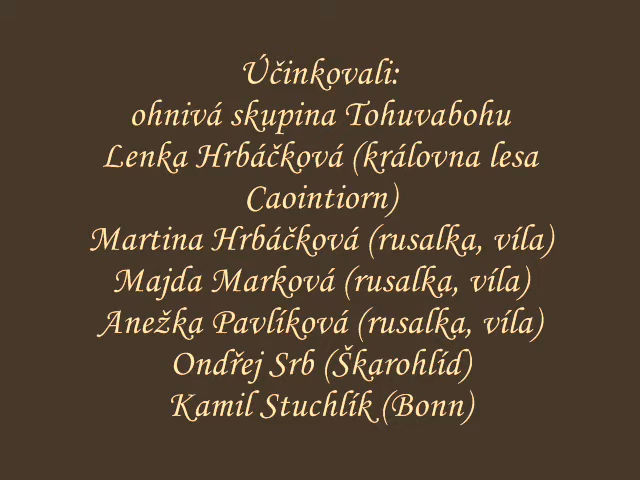 Účinkovali:
ohnivá skupina Tohuvabohu
Lenka Hrbáčková (královna lesa
Caointiorn)
Martina Hrbáčková (rusalka, víla)
Majda Marková (rusalka, víla)
Anežka Pavlíková (rusalka, víla)
Ondřej Srb (Škarohlíd)
Kamil Stuchlík (Bonn)